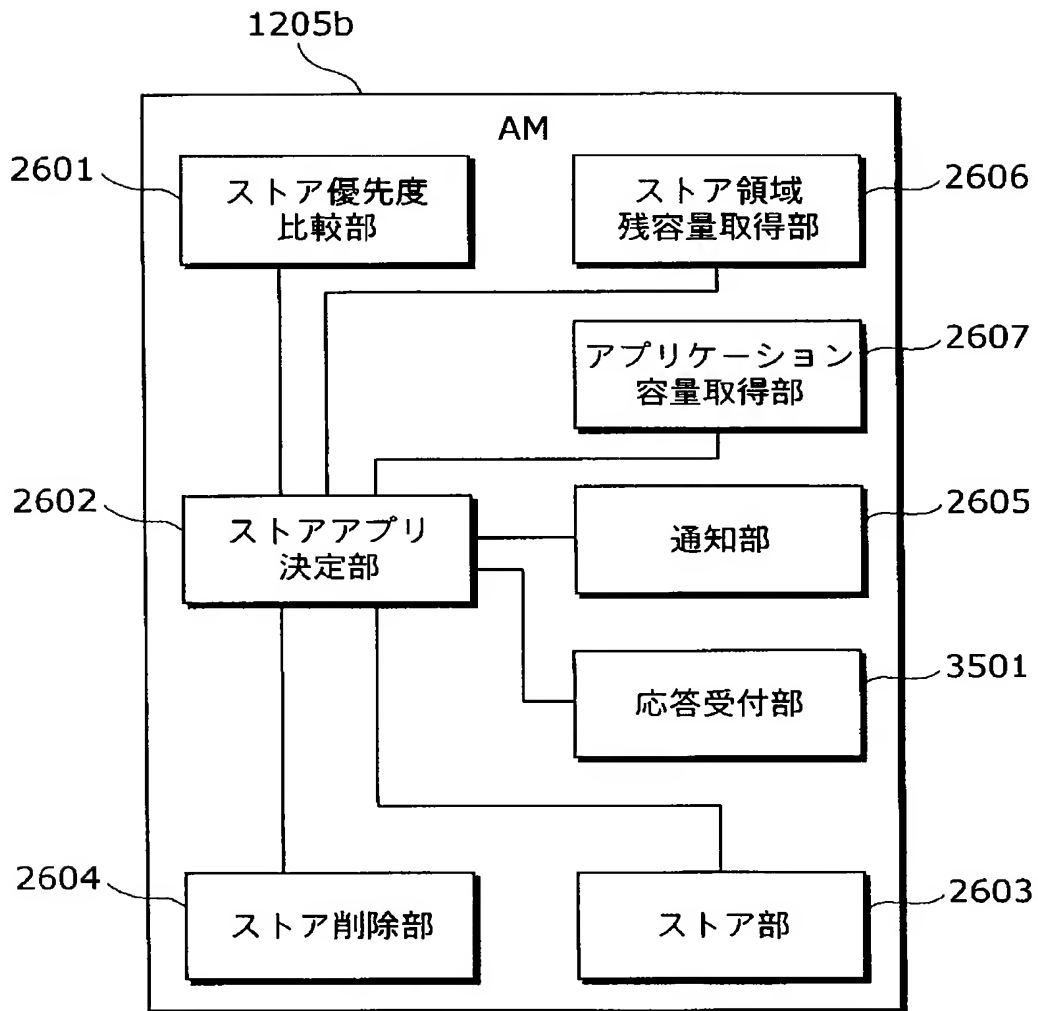 1205b
AM
2601
ストア優先度
比較部
ストア領域
残容量取得部
2606
アプリケーション
容量取得部
2607
2602
ストアアプリ
決定部
通知部
2605
応答受付部
3501
2604
ストア削除部
ストア部
2603